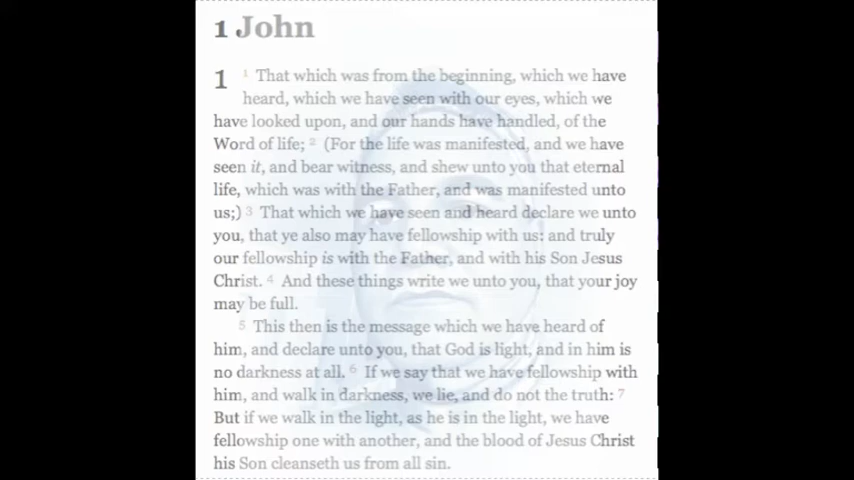 1 John
1 1 That which was from the beginning, which we have
heard, which we have seen with our eyes, which we
have looked upon, and our hands have handled, of the
Word of life; 2 (For the life was manifested, and we have
seen it, and bear witness, and shew unto you that eternal
life, which was with the Father, and was manifested unto
us;) 3 That which we have seen and heard declare we unto
you, that ye also may have fellowship with us: and truly
our fellowship is with the Father, and with his Son Jesus
Christ. 4 And these things write we unto you, that your joy
may be full.
5 This then is the message which we have heard of
him, and declare unto you, that God is light, and in him is
no darkness at all. 6 If we say that we have fellowship with
him, and walk in darkness, we lie, and do not the truth: 7
But if we walk in the light, as he is in the light, we have
fellowship one with another, and the blood of Jesus Christ
his Son cleanseth us from all sin.